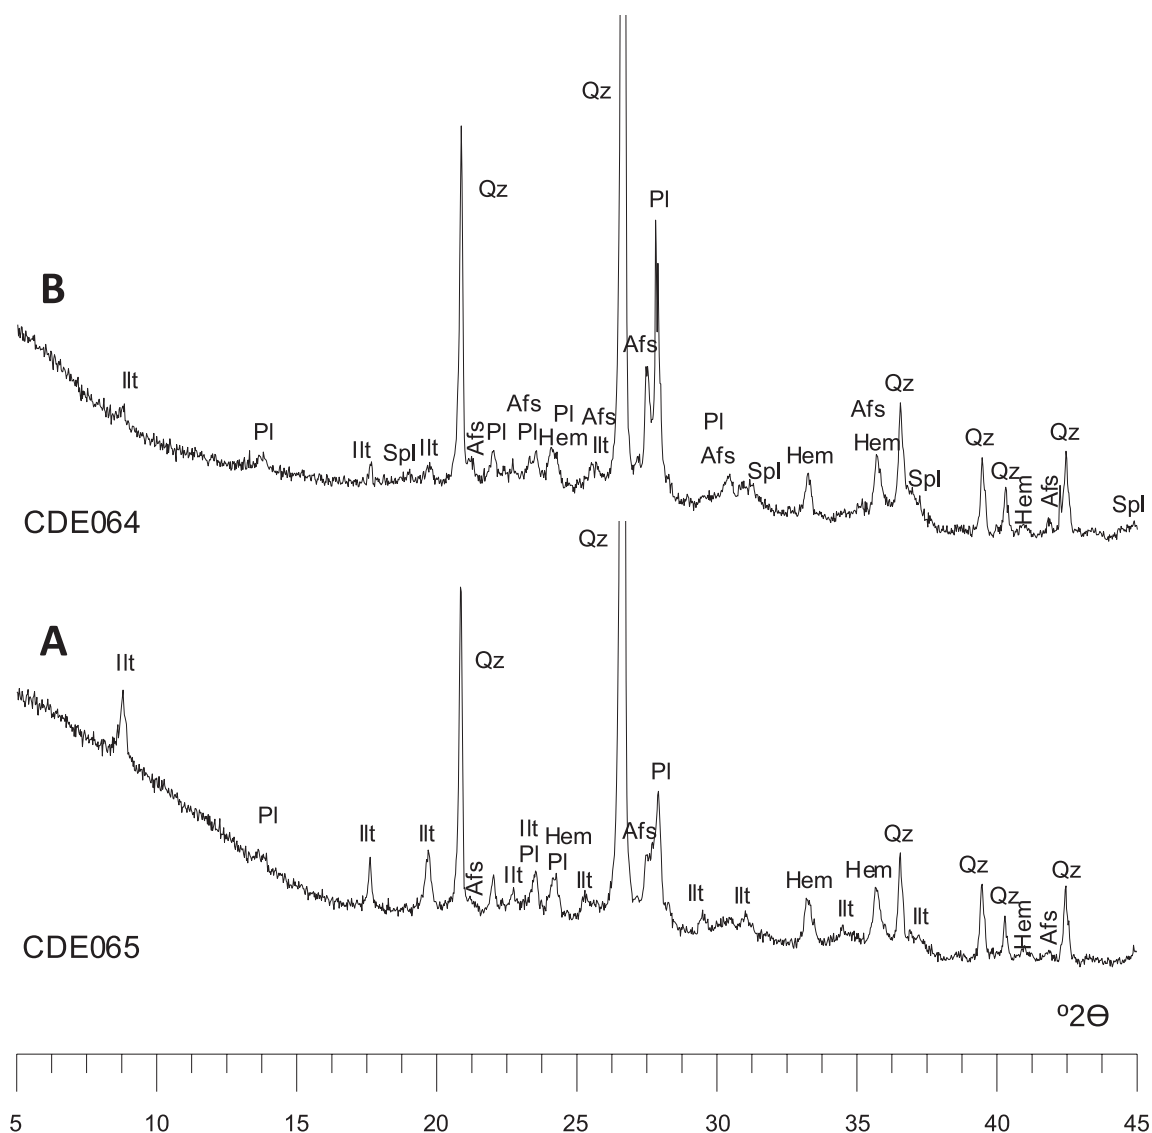 Qz
Qz
Pl
B
Afs
Ilt
Qz
Afs Pl Afs
Afs
Pl
Pl Pl Hem
Afs
Qz Qz
Ilt Spl Ilt Afs Ilt
Afs Spl Hem Hem Spl Qz Hem Afs Spl
CDE064
Qz
A
Ilt
Qz
Pl
Pl
Ilt Ilt Ilt Hem Afs Hem Qz Qz Qz
Afs Ilt Pl Pl Ilt
Ilt Ilt Hem Ilt Ilt Qz Hem Afs
CDE065
º2Θ
5 10 15 20 25 30 35 40 45